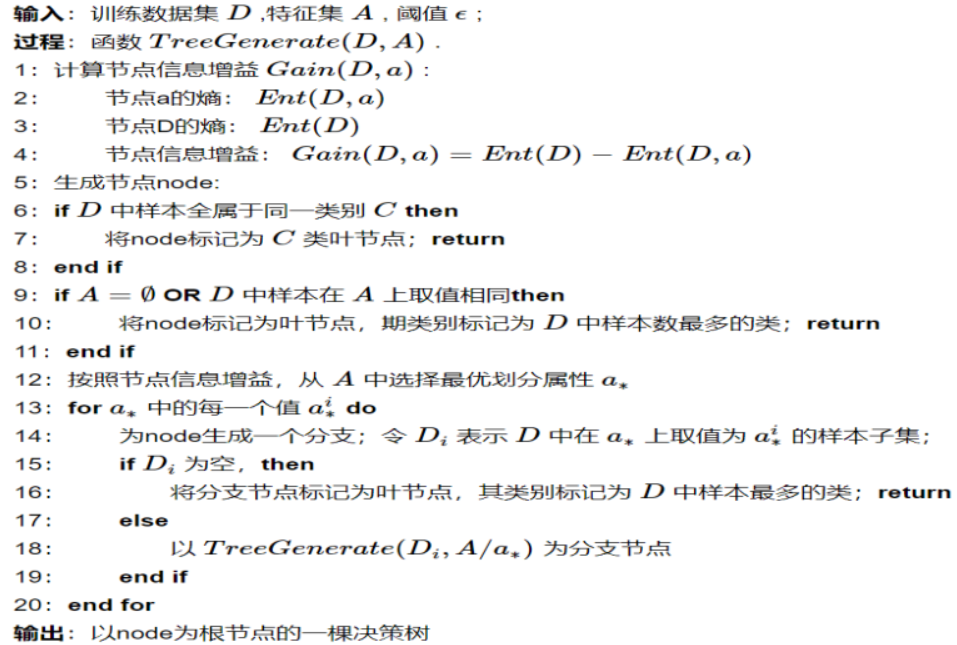 输入：训练数据集 D ,特征集 A , 阈值 ϵ ;
过程：函数 TreeGenerate(D, A) .
1：计算节点信息增益 Gain(D, a) :
2： 节点a的熵： Ent(D, a)
3： 节点D的熵： Ent(D)
4： 节点信息增益： Gain(D, a) = Ent(D) − Ent(D, a)
5：生成节点node:
6：if D 中样本全属于同一类别 C then
7： 将node标记为 C 类叶节点；return
8：end if
9：if A = ∅ OR D 中样本在 A 上取值相同then
10： 将node标记为叶节点，期类别标记为 D 中样本数最多的类；return
11：end if
12：按照节点信息增益，从 A 中选择最优划分属性 a_*
13：for a_* 中的每一个值 a_*^i do
14： 为node生成一个分支；令 D_i 表示 D 中在 a_* 上取值为 a_*^i 的样本子集；
15： if D_i 为空，then
16： 将分支节点标记为叶节点，其类别标记为 D 中样本最多的类；return
17： else
18： 以 TreeGenerate(D_i, A/a_*) 为分支节点
19： end if
20：end for
输出：以node为根节点的一棵决策树